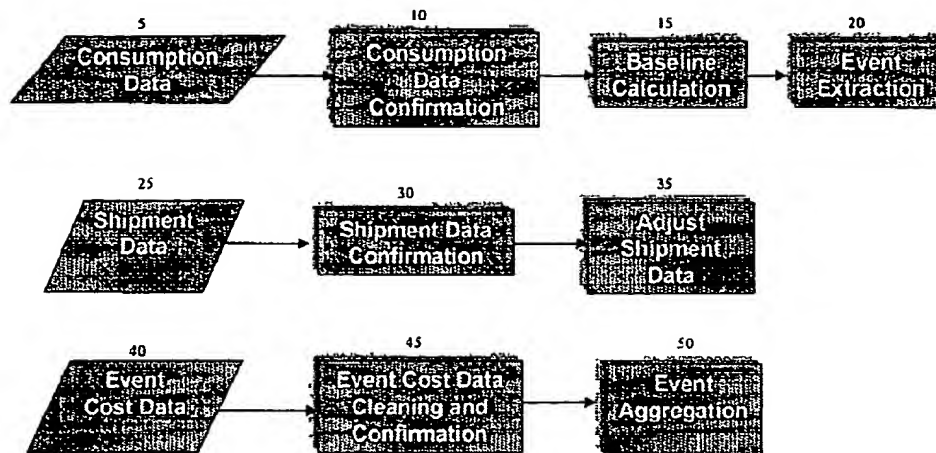 5
10
15
20
Consumption
Data
Consumption
Data
Confirmation
Baseline
Calculation
Event
Extraction
25
30
35
Shipment
Data
Shipment Data
Confirmation
Adjust
Shipment
Data
40
45
50
Event
Cost Data
Event Cost Data
Cleaning and
Confirmation
Event
Aggregation